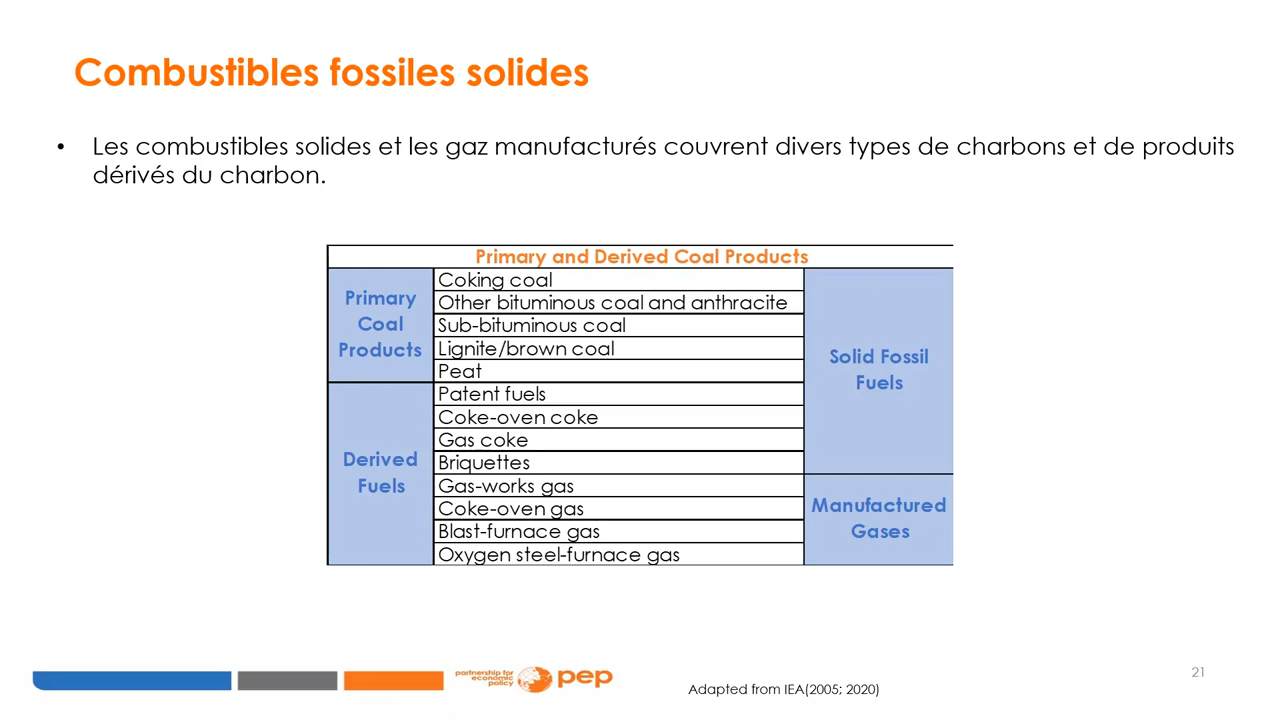 Combustibles fossiles solides
• Les combustibles solides et les gaz manufacturés couvrent divers types de charbons et de produits
dérivés du charbon.
Primary and Derived Coal Products
Primary
Coal
Products
Coking coal
Other bituminous coal and anthracite
Sub-bituminous coal
Lignite/brown coal
Peat
Derived
Fuels
Patent fuels
Coke-oven coke
Gas coke
Briquettes
Gas-works gas
Coke-oven gas
Blast-furnace gas
Oxygen steel-furnace gas
Solid Fossil
Fuels
Manufactured
Gases
partnership for
economic
policy
pep
Adapted from IEA(2005; 2020)
21